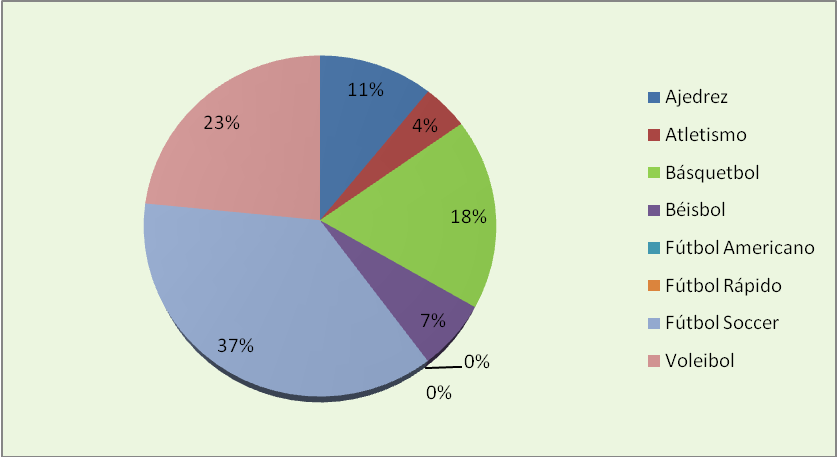 11%
4%
18%
7%
0%
0%
37%
23%
Ajedrez
Atletismo
Básquetbol
Béisbol
Fútbol Americano
Fútbol Rápido
Fútbol Soccer
Voleibol